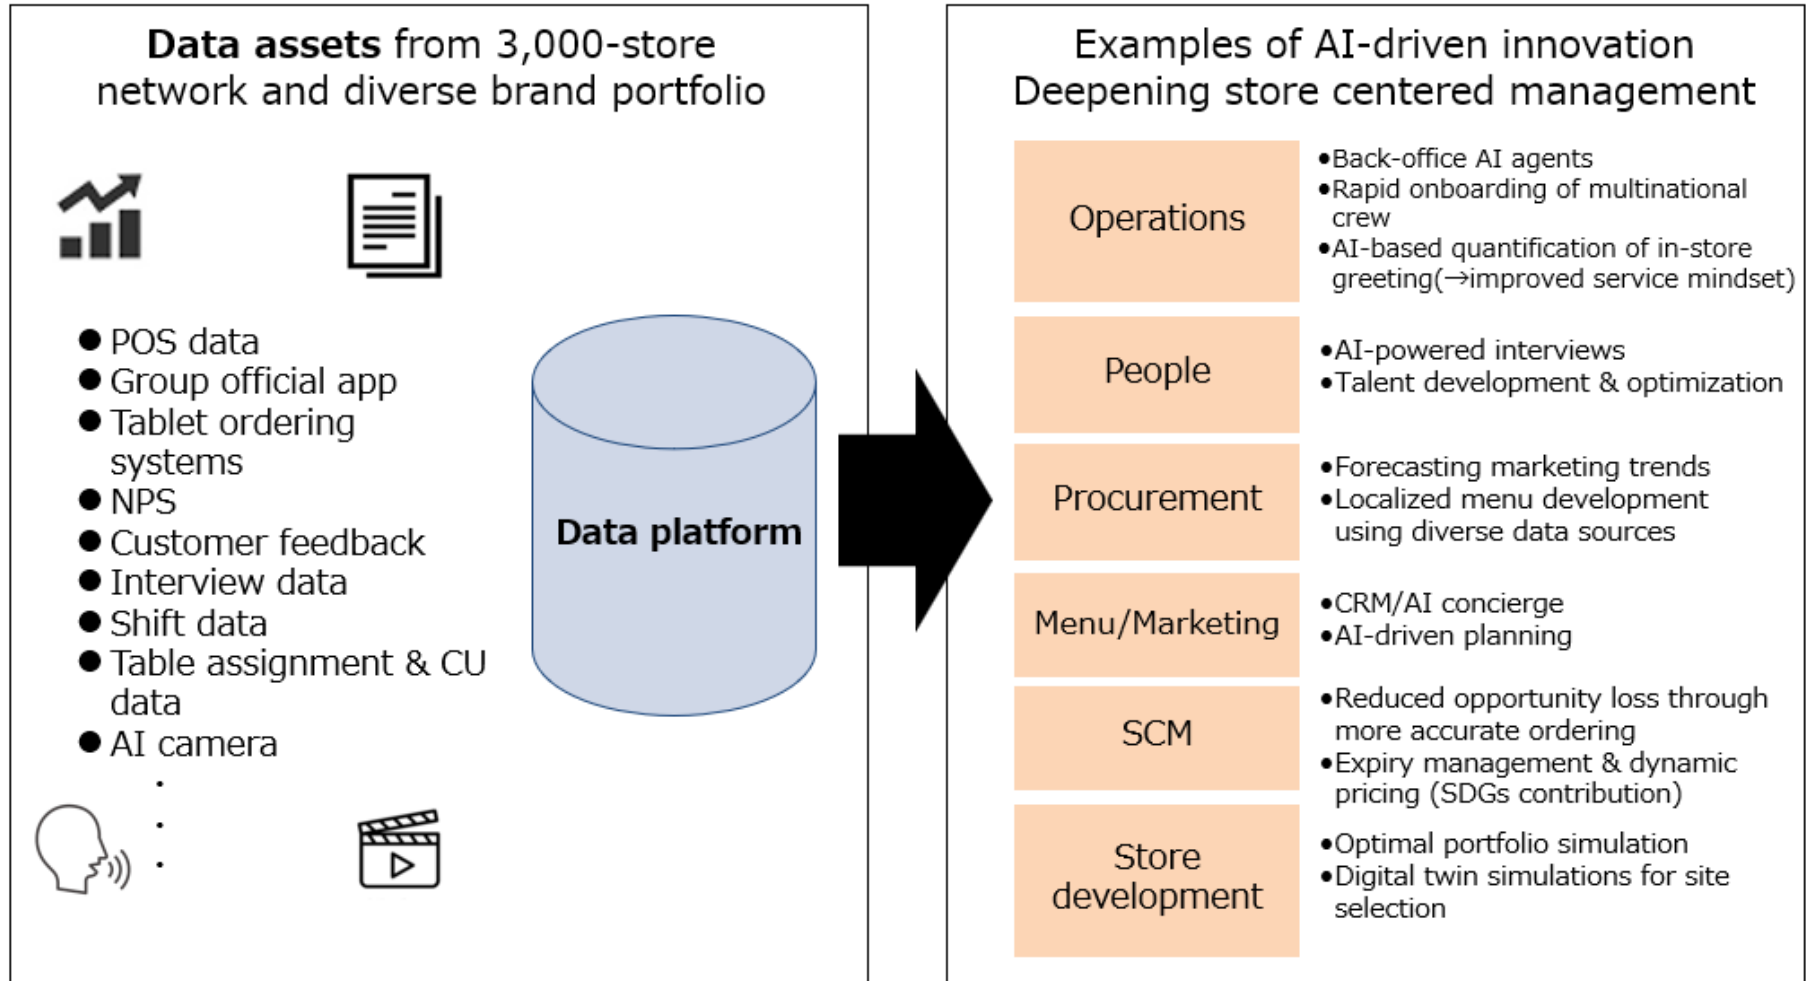 Data assets from 3,000-store
network and diverse brand portfolio
● POS data
● Group official app
● Tablet ordering
systems
● NPS
● Customer feedback
● Interview data
● Shift data
● Table assignment & CU
data
● AI camera
・
・
・
Data platform
Examples of AI-driven innovation
Deepening store centered management
Operations
•Back-office AI agents
•Rapid onboarding of multinational
crew
•AI-based quantification of in-store
greeting(→improved service mindset)
People
•AI-powered interviews
•Talent development & optimization
Procurement
•Forecasting marketing trends
•Localized menu development
using diverse data sources
Menu/Marketing
•CRM/AI concierge
•AI-driven planning
SCM
•Reduced opportunity loss through
more accurate ordering
•Expiry management & dynamic
pricing (SDGs contribution)
Store
development
•Optimal portfolio simulation
•Digital twin simulations for site
selection